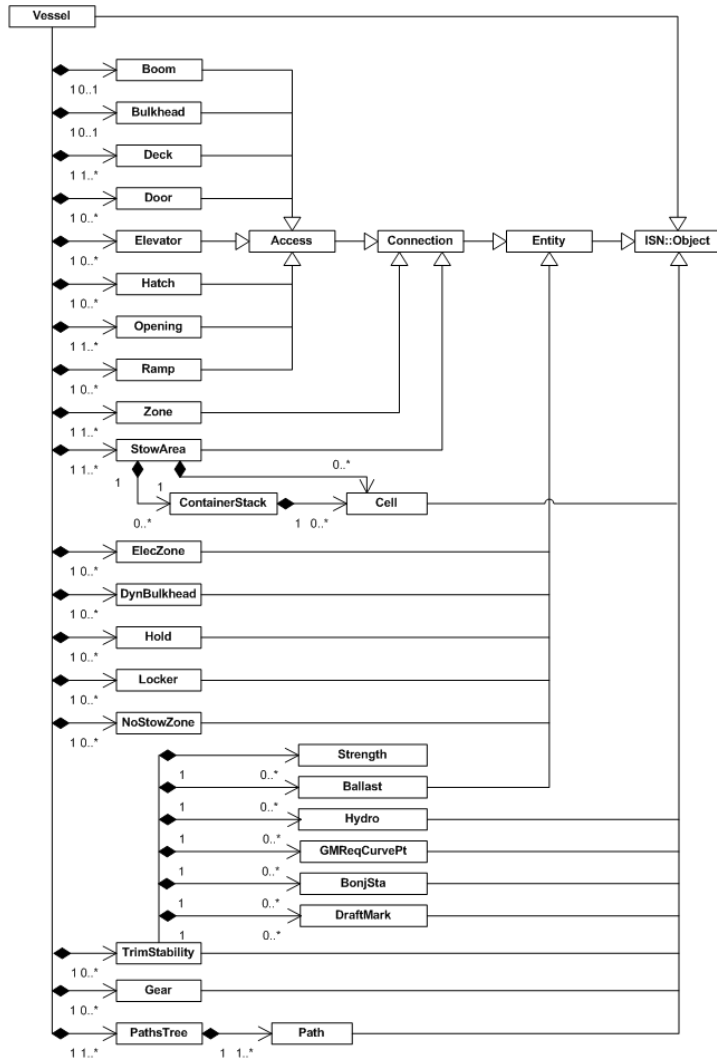 Vessel
Boom
1 0..1
Bulkhead
1 0..1
Deck
1 1..*
Door
1 0..*
Elevator
Access
Connection
Entity
ISN::Object
1 0..*
Hatch
1 0..*
Opening
1 1..*
Ramp
1 0..*
Zone
1 1..*
StowArea
1 1..*
1
1
0..*
ContainerStack
Cell
0..*
1 0..*
ElecZone
1 0..*
DynBulkhead
1 0..*
Hold
1 0..*
Locker
1 0..*
NoStowZone
1 0..*
Strength
1 0..*
Ballast
1 0..*
Hydro
1 0..*
GMReqCurvePt
1 0..*
BonjSta
1 0..*
DraftMark
1 0..*
TrimStability
1 0..*
Gear
1 0..*
PathsTree
Path
1 1..*
1 1..*